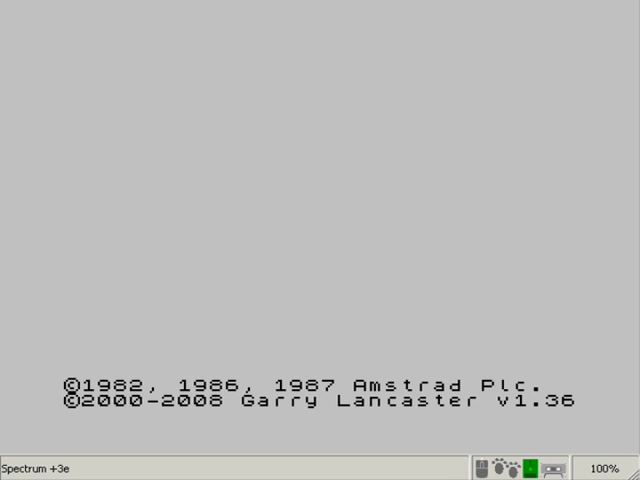 ©1982, 1986, 1987 Amstrad Plc.
©2000-2008 Garry Lancaster v1.36
Spectrum +3e
100%